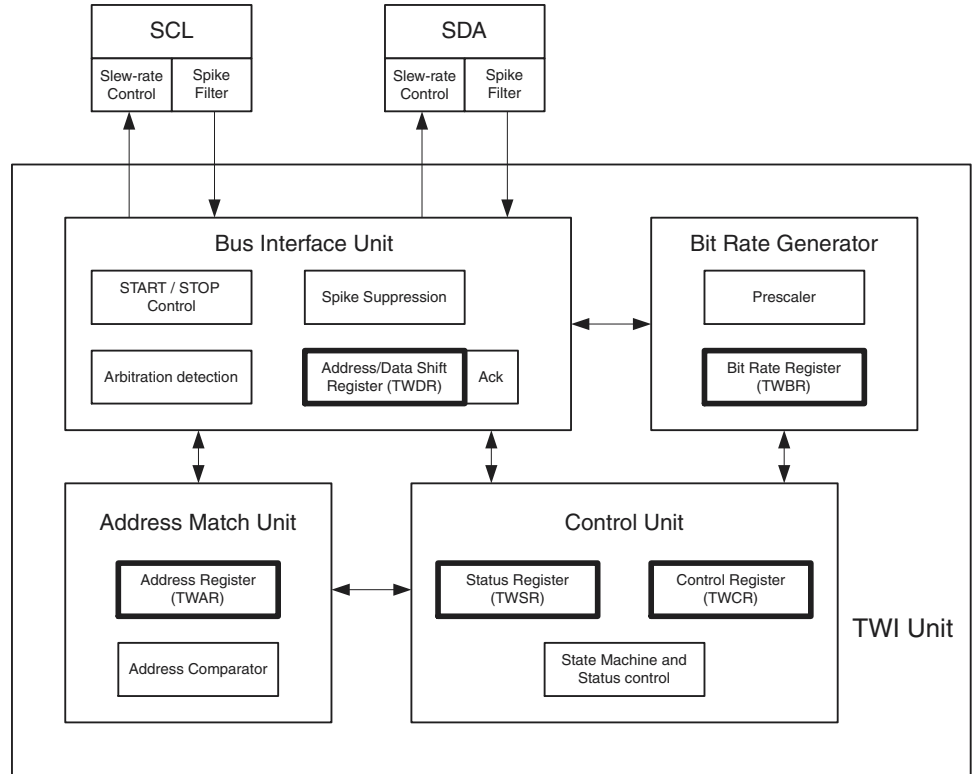 SCL
Slew-rate
Control
Spike
Filter
SDA
Slew-rate
Control
Spike
Filter
Bus Interface Unit
START / STOP
Control
Spike Suppression
Arbitration detection
Address/Data Shift
Register (TWDR)
Ack
Bit Rate Generator
Prescaler
Bit Rate Register
(TWBR)
Address Match Unit
Address Register
(TWAR)
Address Comparator
Control Unit
Status Register
(TWSR)
Control Register
(TWCR)
State Machine and
Status control
TWI Unit